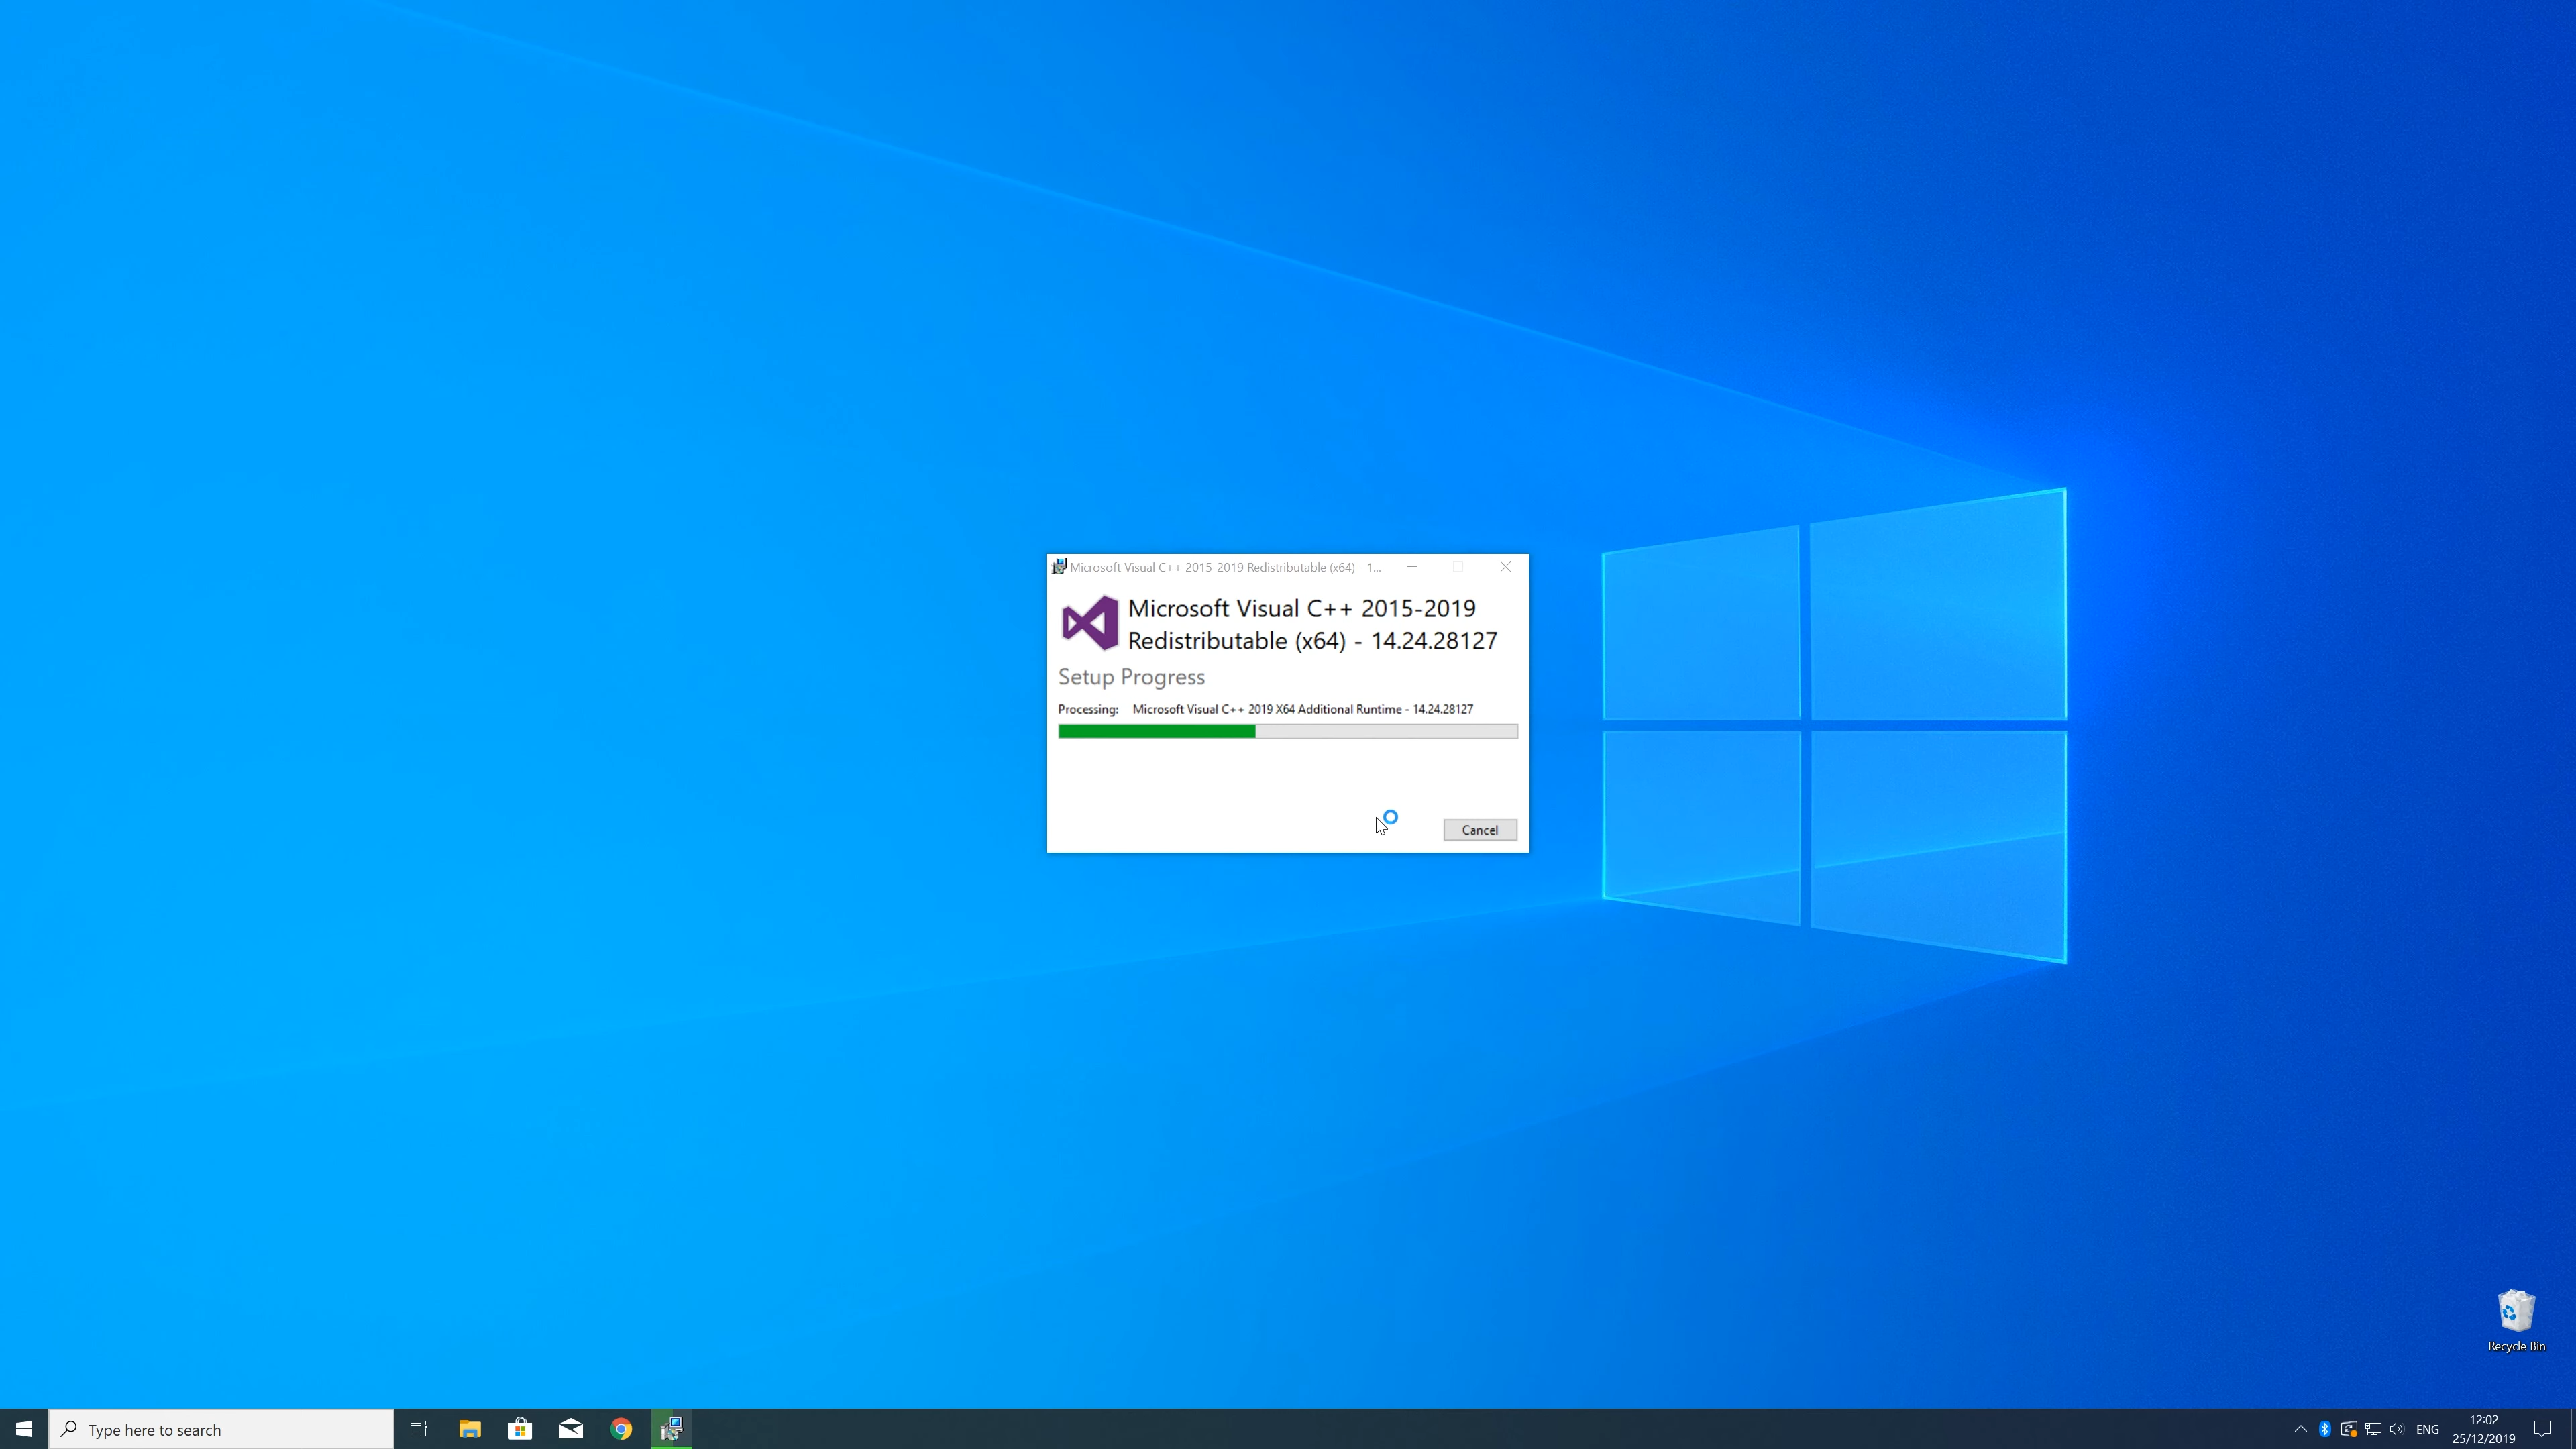 Microsoft Visual C++ 2015-2019 Redistributable (x64) - 1...
Microsoft Visual C++ 2015-2019
Redistributable (x64) - 14.24.28127
Setup Progress
Processing: Microsoft Visual C++ 2019 X64 Additional Runtime - 14.24.28127
Cancel
Recycle Bin
Type here to search
ENG
12:02
25/12/2019